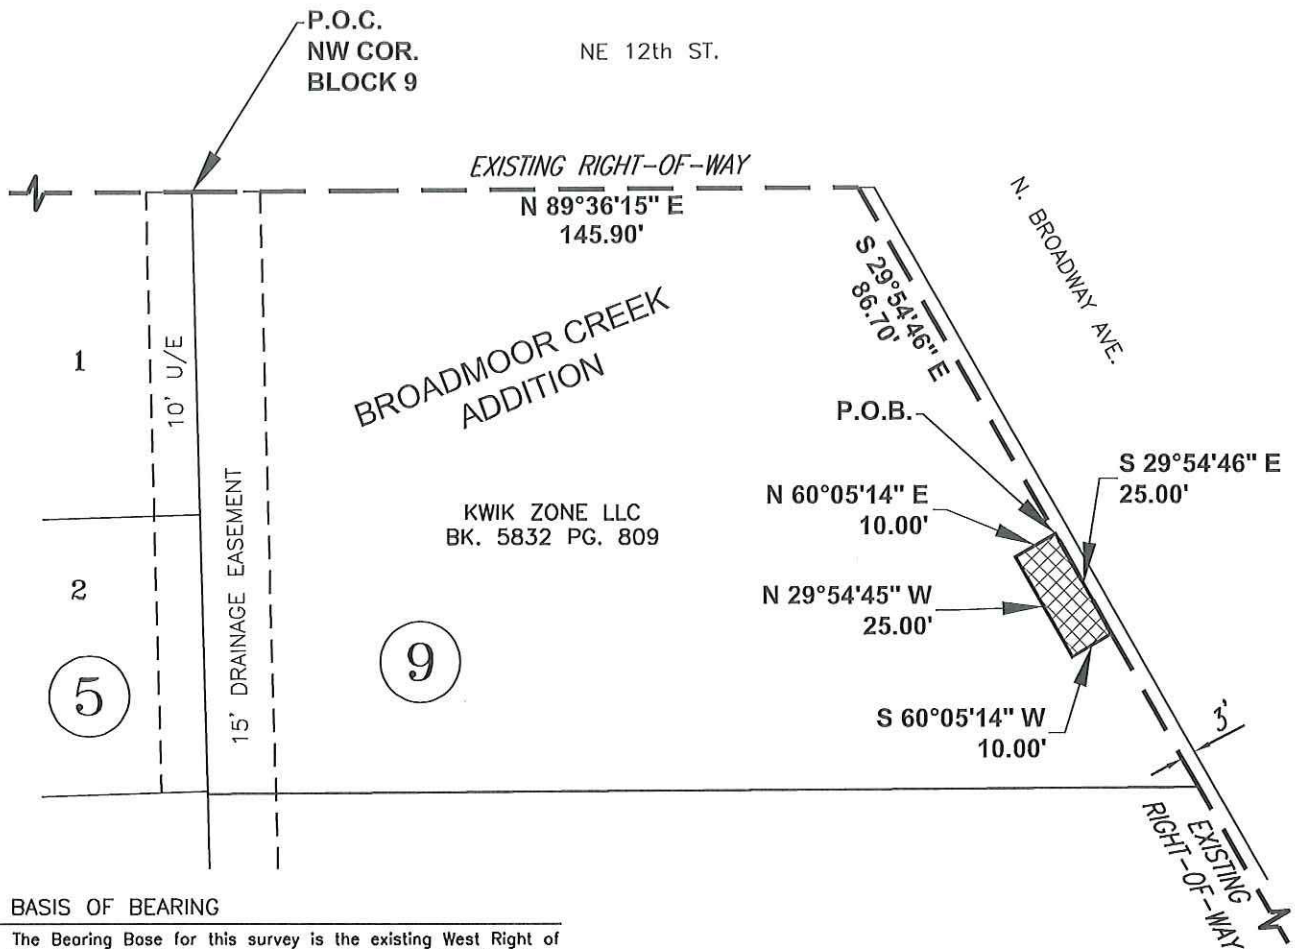 P.O.C.
NW COR.
BLOCK 9
NE 12th ST.
EXISTING RIGHT-OF-WAY
N 89°36'15" E
145.90'
N. BROADWAY AVE.
S 29°54'46" E
86.70'
1
10' U/E
BROADMOOR CREEK
ADDITION
P.O.B.
S 29°54'46" E
25.00'
N 60°05'14" E
10.00'
KWIK ZONE LLC
BK. 5832 PG. 809
15' DRAINAGE EASEMENT
2
N 29°54'45" W
25.00'
9
5
S 60°05'14" W
10.00'
3'
EXISTING
RIGHT-OF-WAY
BASIS OF BEARING
The Bearing Base for this survey is the existing West Right of